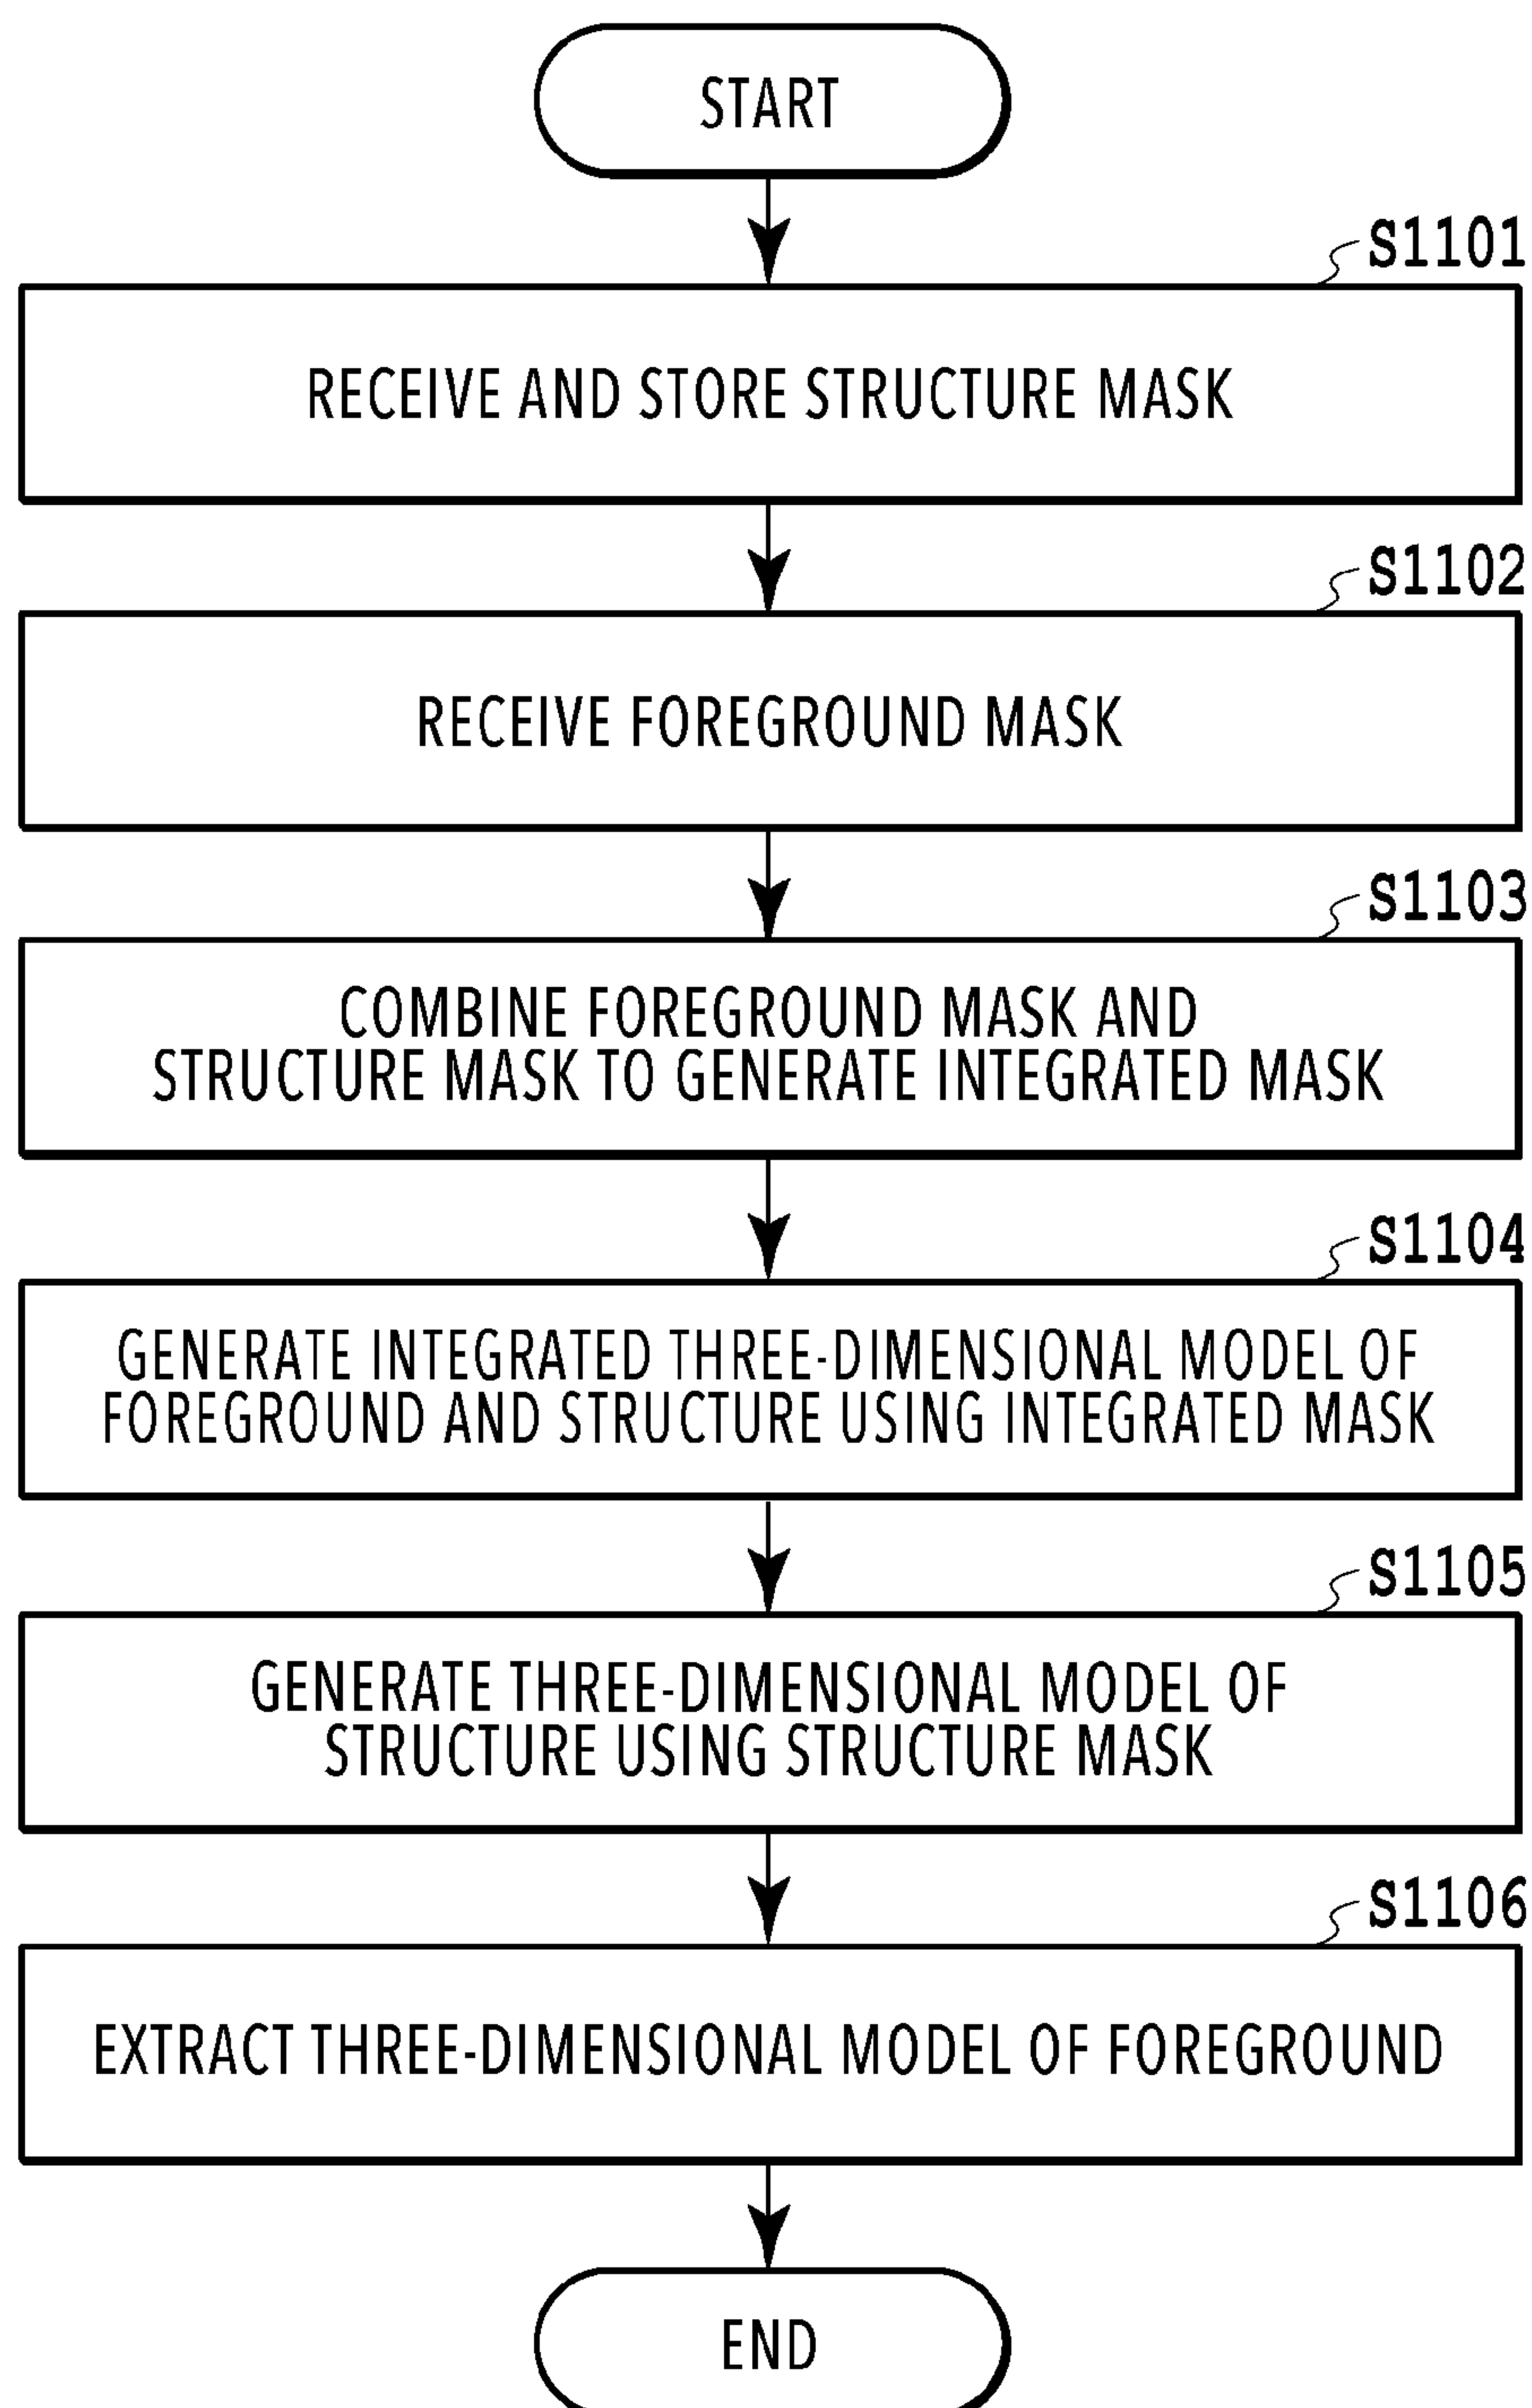 START
S1101
RECEIVE AND STORE STRUCTURE MASK
S1102
RECEIVE FOREGROUND MASK
S1103
COMBINE FOREGROUND MASK AND
STRUCTURE MASK TO GENERATE INTEGRATED MASK
S1104
GENERATE INTEGRATED THREE-DIMENSIONAL MODEL OF
FOREGROUND AND STRUCTURE USING INTEGRATED MASK
S1105
GENERATE THREE-DIMENSIONAL MODEL OF
STRUCTURE USING STRUCTURE MASK
S1106
EXTRACT THREE-DIMENSIONAL MODEL OF FOREGROUND
END